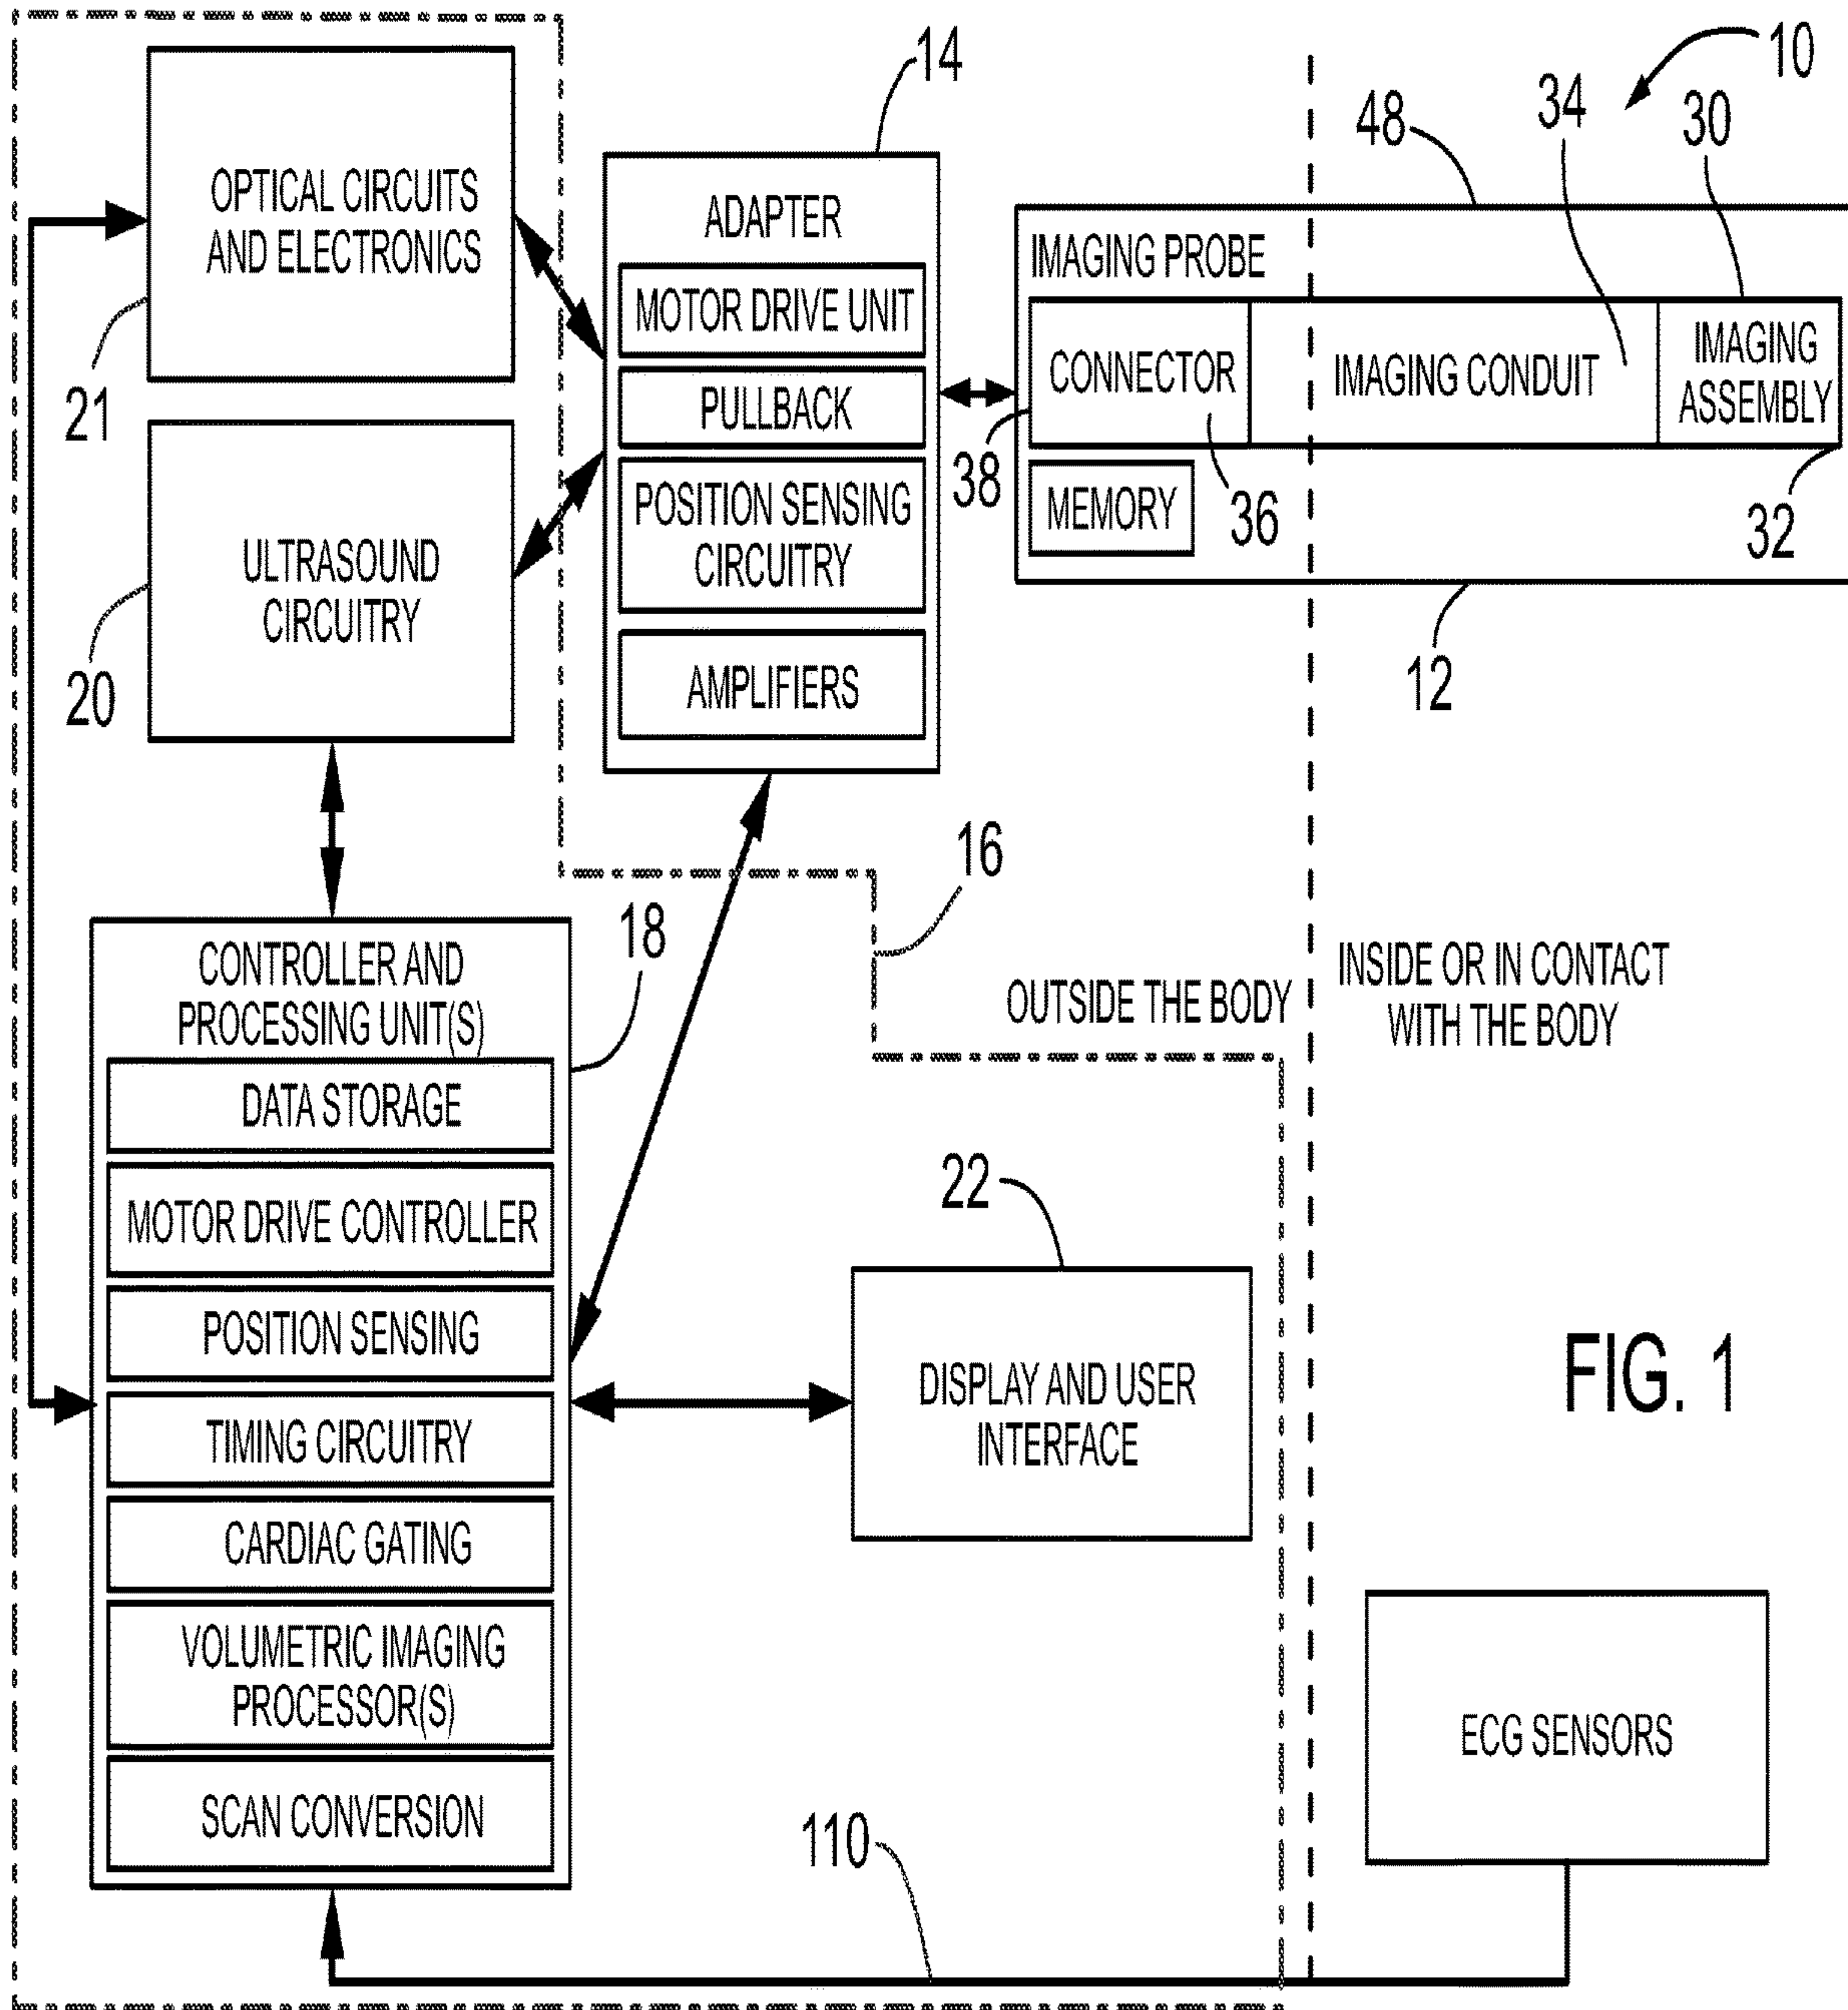 OPTICAL CIRCUITS
AND ELECTRONICS
21
ULTRASOUND
CIRCUITRY
20
14
ADAPTER
MOTOR DRIVE UNIT
PULLBACK
POSITION SENSING
CIRCUITRY
AMPLIFIERS
10
48
34
30
IMAGING PROBE
CONNECTOR
IMAGING CONDUIT
IMAGING
ASSEMBLY
38
MEMORY
36
32
12
16
18
CONTROLLER AND
PROCESSING UNIT(S)
DATA STORAGE
MOTOR DRIVE CONTROLLER
POSITION SENSING
TIMING CIRCUITRY
CARDIAC GATING
VOLUMETRIC IMAGING
PROCESSOR(S)
SCAN CONVERSION
OUTSIDE THE BODY
INSIDE OR IN CONTACT
WITH THE BODY
22
DISPLAY AND USER
INTERFACE
FIG. 1
ECG SENSORS
110